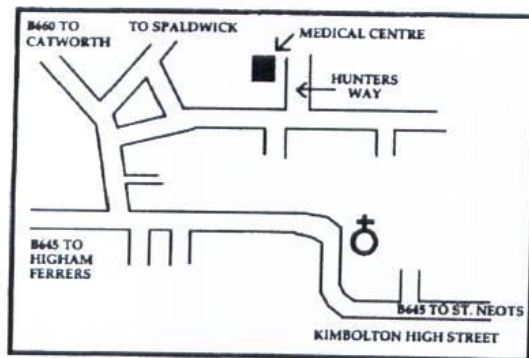 B660 TO
CATWORTH
TO SPALDWICK
MEDICAL CENTRE
HUNTERS
WAY
B645 TO
HIGHAM
FERRERS
B645 TO ST. NEOTS
KIMBOLTON HIGH STREET